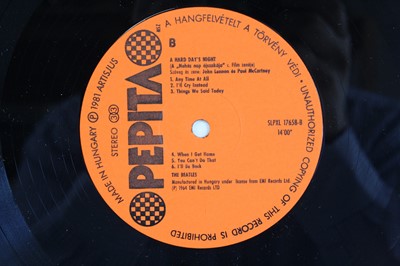 A HANGFELVÉTELT A TÖRVÉNY VÉDI · UNAUTHORIZED COPYING OF THIS RECORD IS PROHIBITED
MADE IN HUNGARY Ⓟ 1981 ARTISJUS
STEREO 33
PEPITA
B
A HARD DAY'S NIGHT
(A „Nehéz nap éjszakája" c. film zenéje)
Szöveg és zene: John Lennon és Paul McCartney
1. Any Time At All
2. I'll Cry Instead
3. Things We Said Today
SLPXL 17658-B
14'00"
4. When I Get Home
5. You Can't Do That
6. I'll Be Back
THE BEATLES
Manufactured in Hungary under license from EMI Records Ltd.
(P) 1964 EMI Records LTD